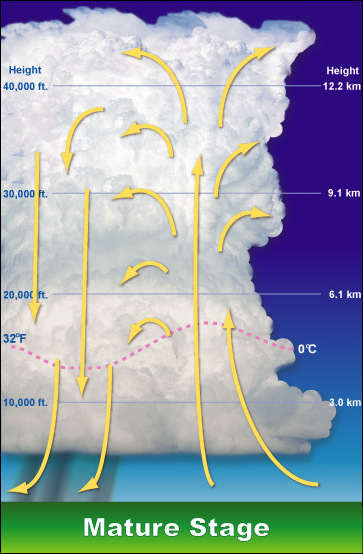 Height Height
40,000 ft. 12.2 km
30,000 ft. 9.1 km
20,000 ft. 6.1 km
32°F
0°C
10,000 ft. 3.0 km
Mature Stage